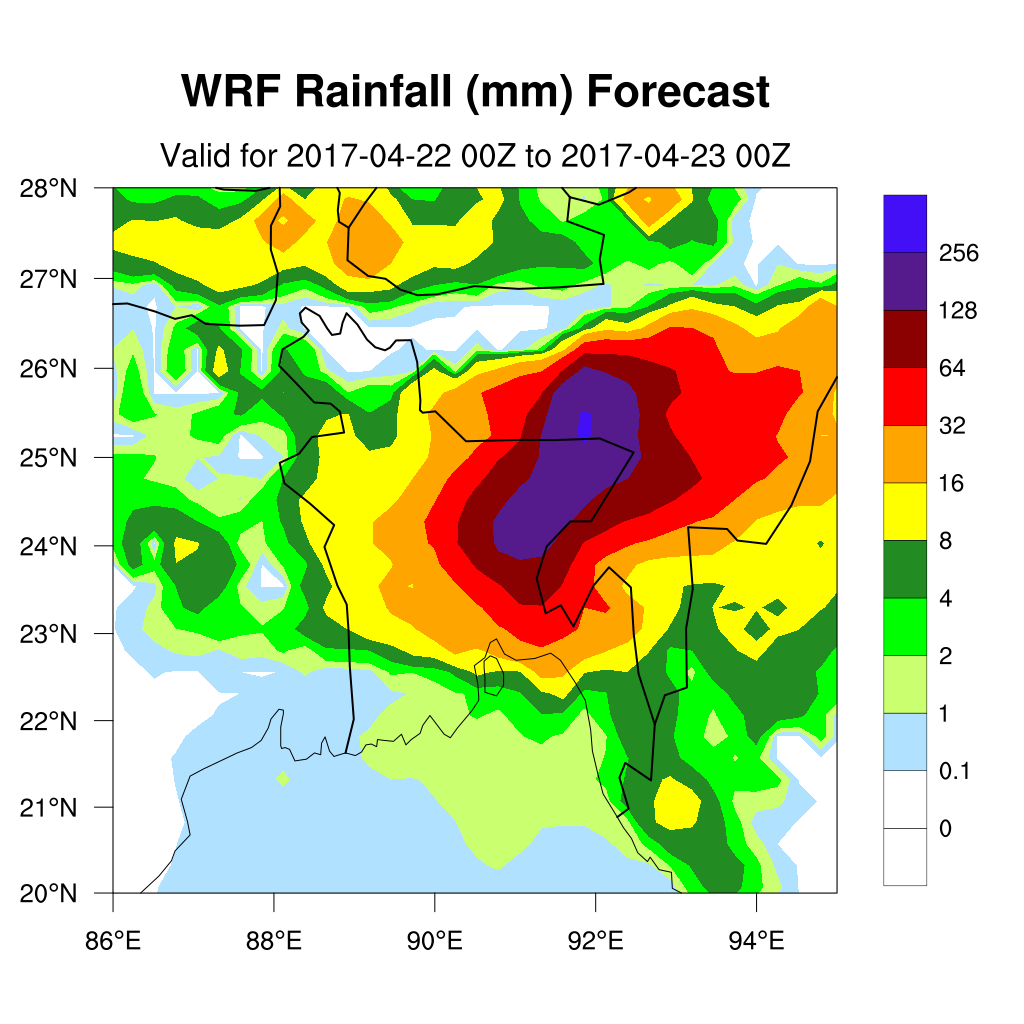 WRF Rainfall (mm) Forecast
Valid for 2017-04-22 00Z to 2017-04-23 00Z
28°N
27°N
26°N
25°N
24°N
23°N
22°N
21°N
20°N
86°E 88°E 90°E 92°E 94°E
256
128
64
32
16
8
4
2
1
0.1
0